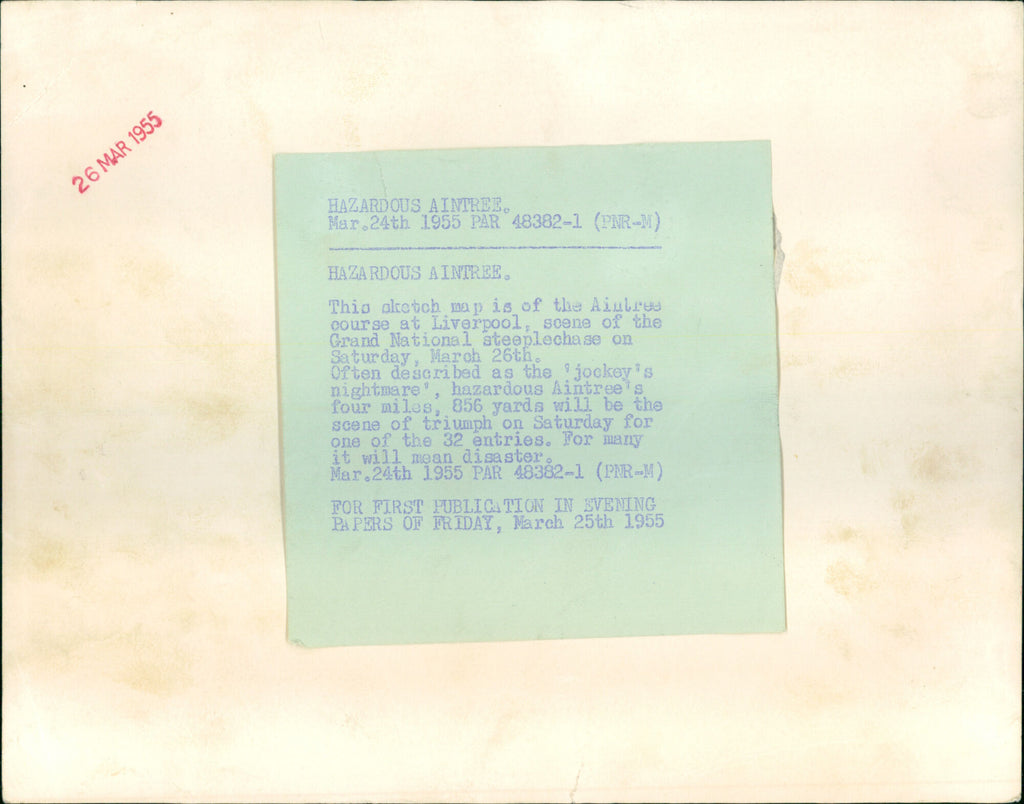 26 MAR 1955
HAZARDOUS AINTREE.
Mar.24th 1955 PAR 48382-1 (PNR-M)
HAZARDOUS AINTREE.
This sketch map is of the Aintree
course at Liverpool, scene of the
Grand National steeplechase on
Saturday, March 26th.
Often described as the 'jockey's
nightmare', hazardous Aintree's
four miles, 856 yards will be the
scene of triumph on Saturday for
one of the 32 entries. For many
it will mean disaster.
Mar.24th 1955 PAR 48382-1 (PNR-M)
FOR FIRST PUBLICATION IN EVENING
PAPERS OF FRIDAY, March 25th 1955